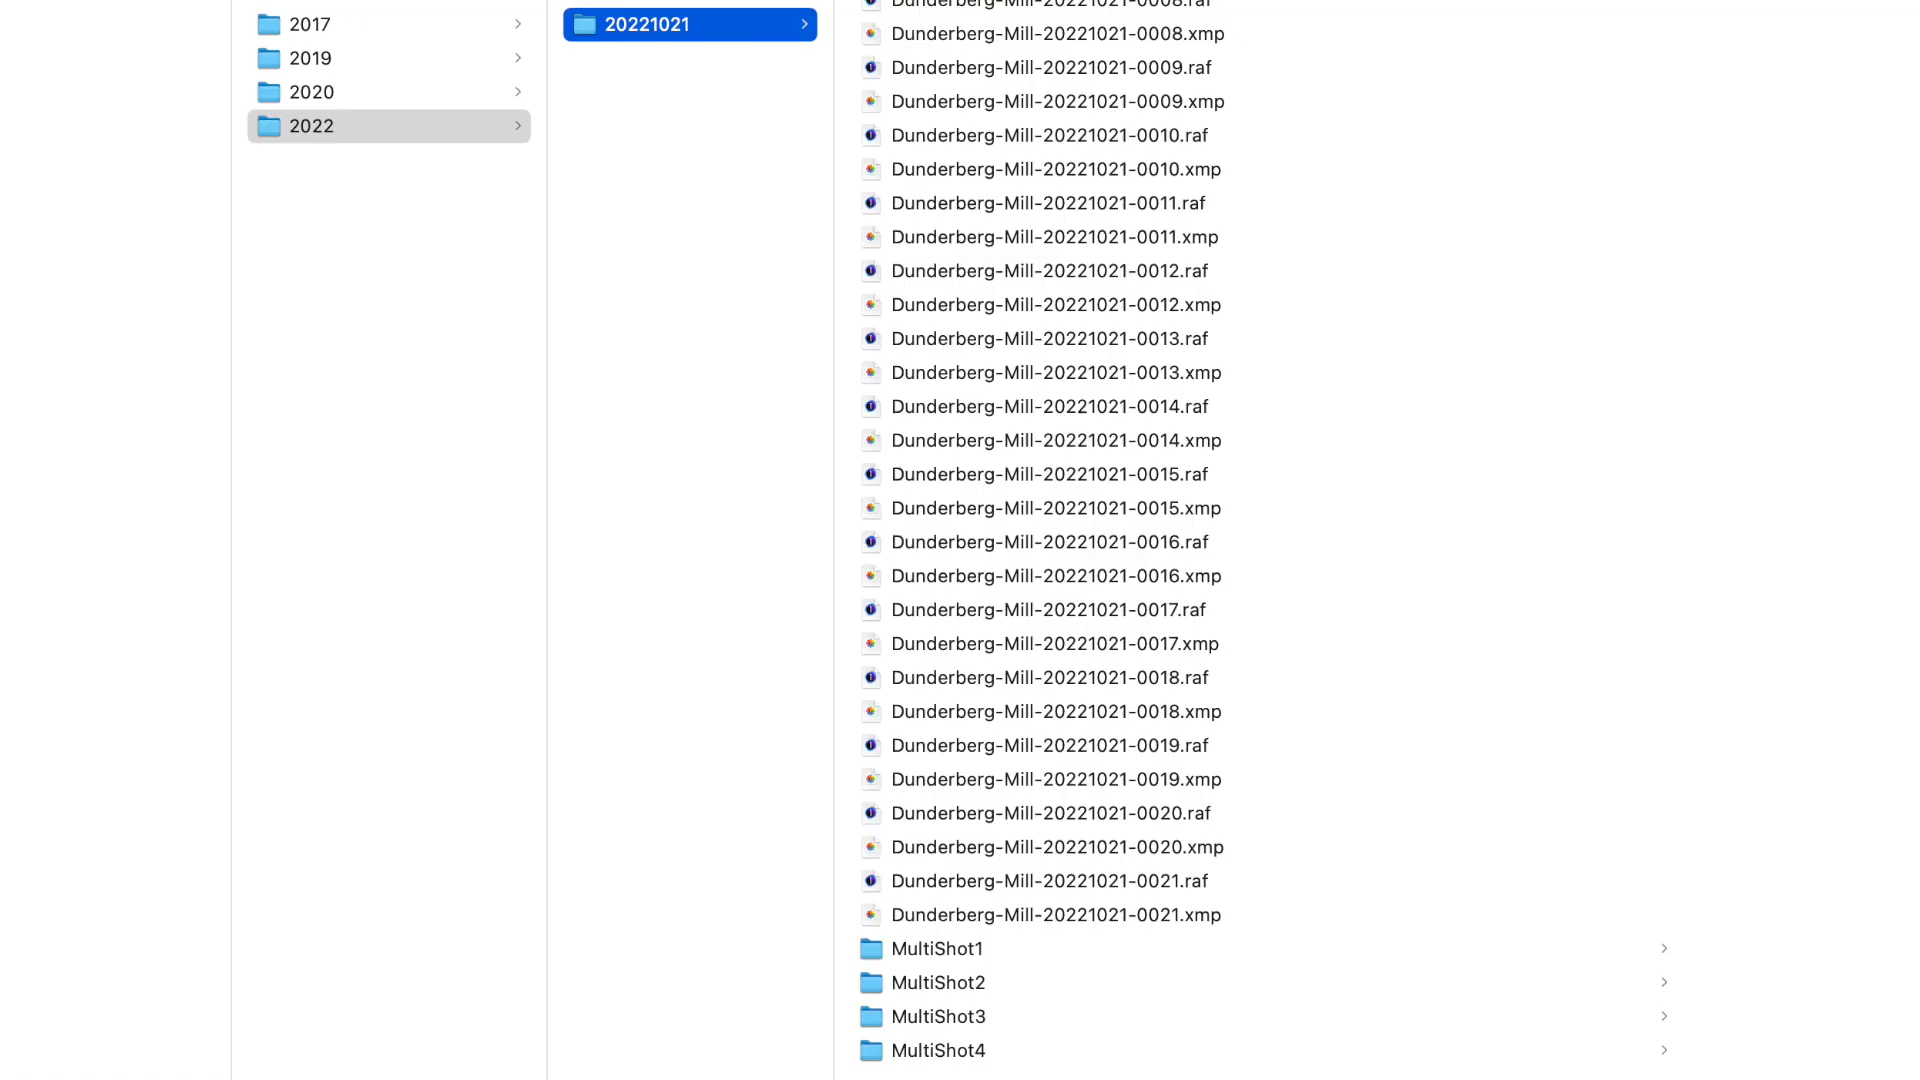 2017
2019
2020
2022
20221021
Dunderberg-Mill-20221021-0008.raf
Dunderberg-Mill-20221021-0008.xmp
Dunderberg-Mill-20221021-0009.raf
Dunderberg-Mill-20221021-0009.xmp
Dunderberg-Mill-20221021-0010.raf
Dunderberg-Mill-20221021-0010.xmp
Dunderberg-Mill-20221021-0011.raf
Dunderberg-Mill-20221021-0011.xmp
Dunderberg-Mill-20221021-0012.raf
Dunderberg-Mill-20221021-0012.xmp
Dunderberg-Mill-20221021-0013.raf
Dunderberg-Mill-20221021-0013.xmp
Dunderberg-Mill-20221021-0014.raf
Dunderberg-Mill-20221021-0014.xmp
Dunderberg-Mill-20221021-0015.raf
Dunderberg-Mill-20221021-0015.xmp
Dunderberg-Mill-20221021-0016.raf
Dunderberg-Mill-20221021-0016.xmp
Dunderberg-Mill-20221021-0017.raf
Dunderberg-Mill-20221021-0017.xmp
Dunderberg-Mill-20221021-0018.raf
Dunderberg-Mill-20221021-0018.xmp
Dunderberg-Mill-20221021-0019.raf
Dunderberg-Mill-20221021-0019.xmp
Dunderberg-Mill-20221021-0020.raf
Dunderberg-Mill-20221021-0020.xmp
Dunderberg-Mill-20221021-0021.raf
Dunderberg-Mill-20221021-0021.xmp
MultiShot1
MultiShot2
MultiShot3
MultiShot4